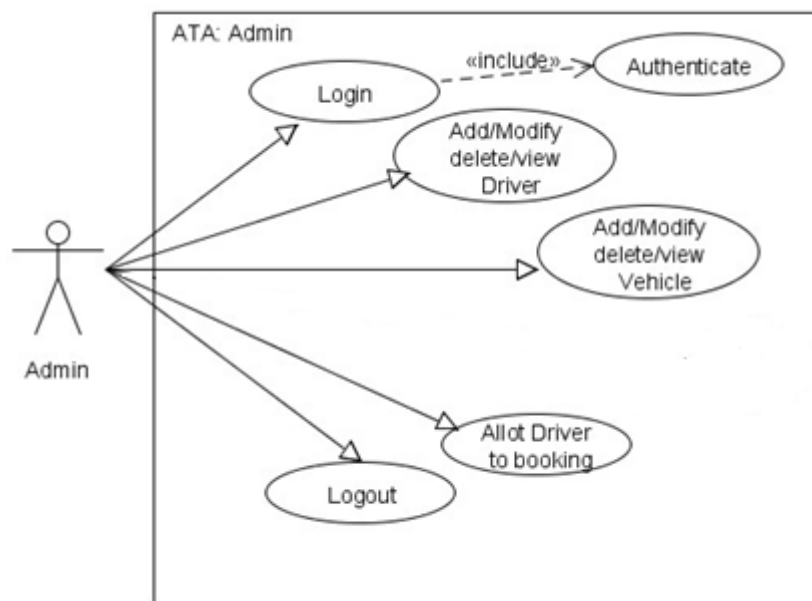 ATA: Admin
«include»
Authenticate
Login
Add/Modify
delete/view
Driver
Add/Modify
delete/view
Vehicle
Admin
Allot Driver
to booking
Logout